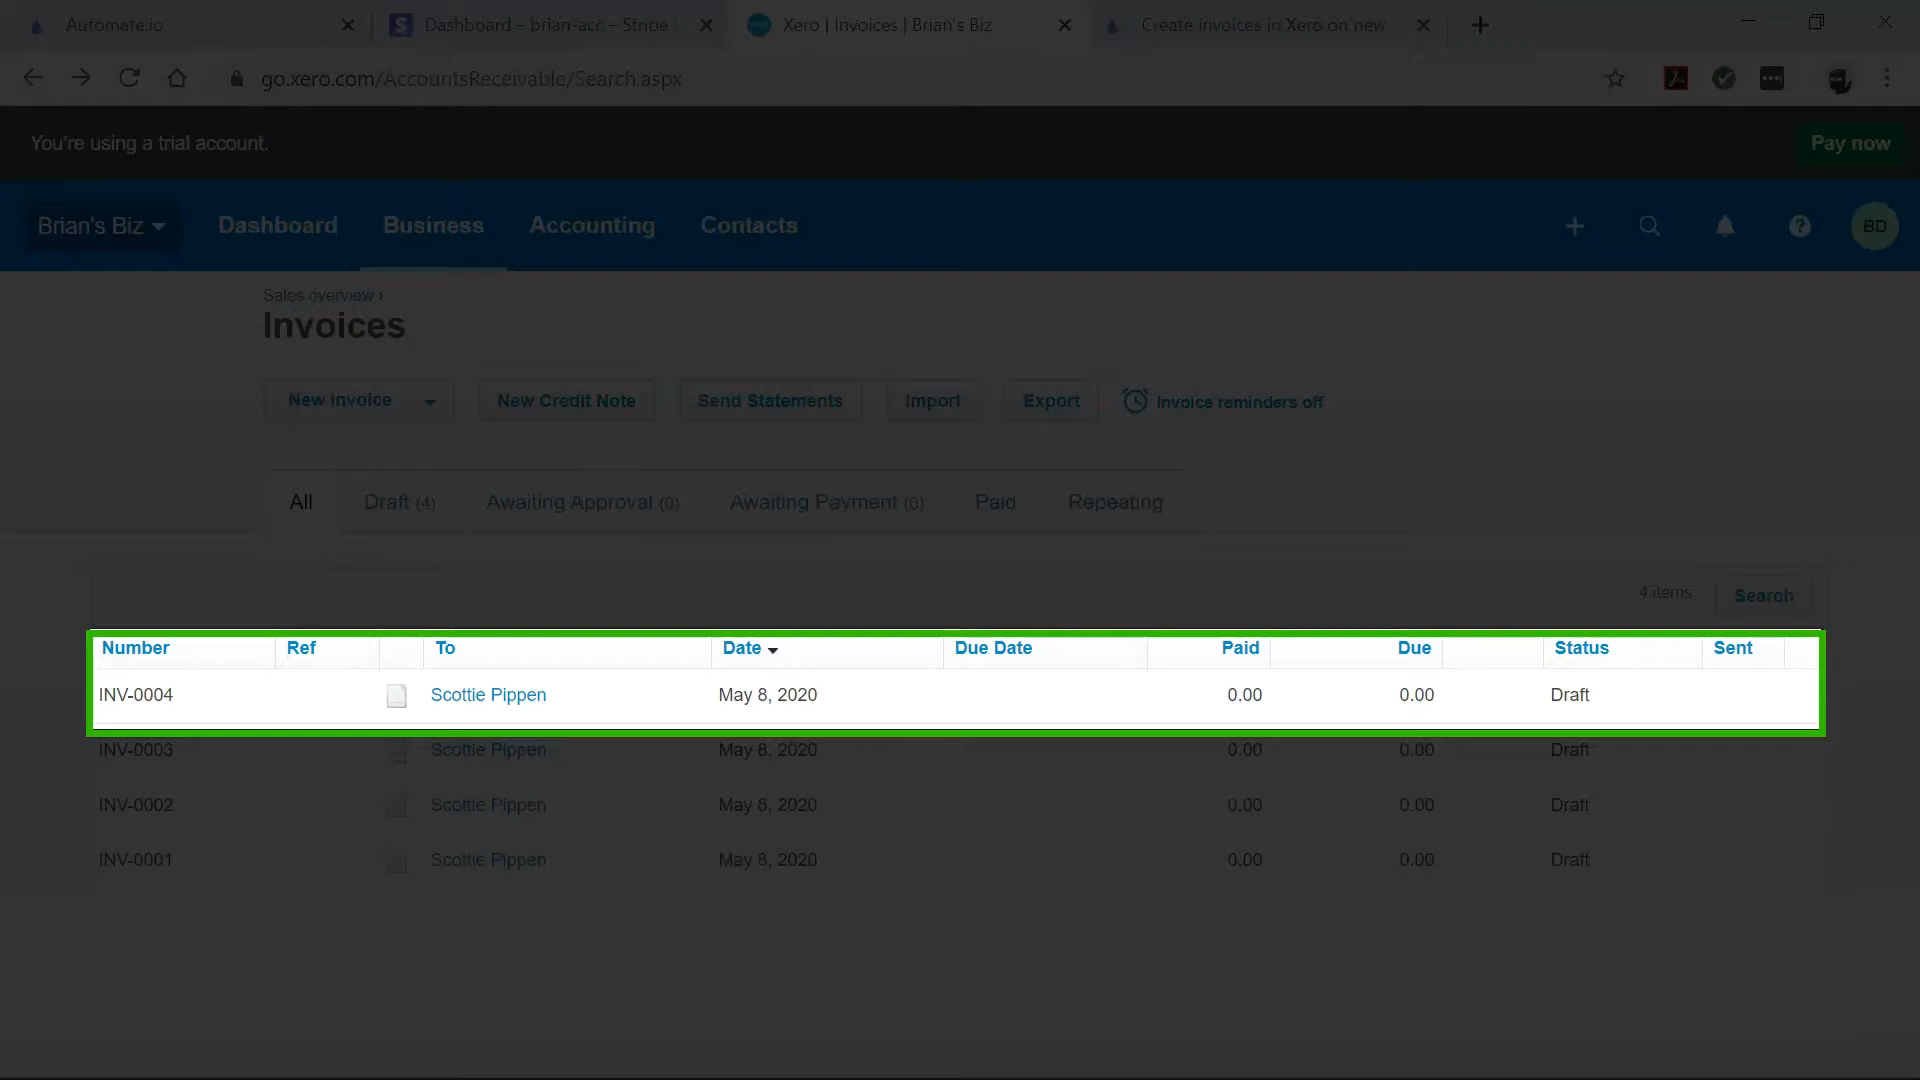 Automate.io
Dashboard – brian-acc – Stripe
Xero | Invoices | Brian's Biz
Create invoices in Xero on new
go.xero.com/AccountsReceivable/Search.aspx
You're using a trial account.
Pay now
Brian's Biz
Dashboard
Business
Accounting
Contacts
BD
Sales overview ›
Invoices
New Invoice
New Credit Note
Send Statements
Import
Export
Invoice reminders off
All
Draft (4)
Awaiting Approval (0)
Awaiting Payment (0)
Paid
Repeating
4 items
Search
Number Ref To Date Due Date Paid Due Status Sent
INV-0004 Scottie Pippen May 8, 2020 0.00 0.00 Draft
INV-0003 Scottie Pippen May 8, 2020 0.00 0.00 Draft
INV-0002 Scottie Pippen May 8, 2020 0.00 0.00 Draft
INV-0001 Scottie Pippen May 8, 2020 0.00 0.00 Draft